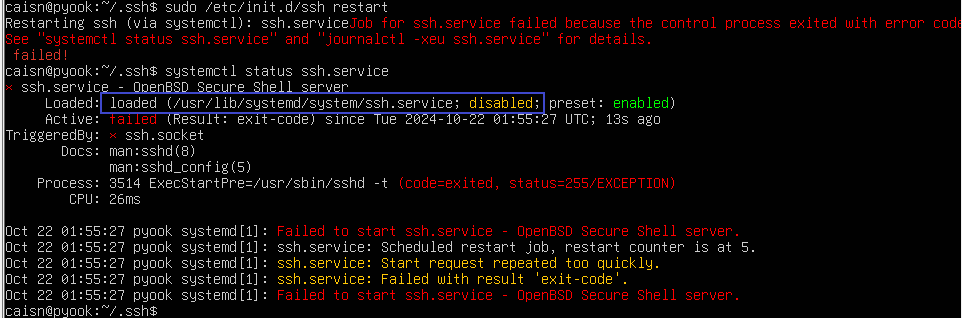 caisn@pyook:~/.ssh$ sudo /etc/init.d/ssh restart
Restarting ssh (via systemctl): ssh.serviceJob for ssh.service failed because the control process exited with error code
See "systemctl status ssh.service" and "journalctl -xeu ssh.service" for details.
 failed!
caisn@pyook:~/.ssh$ systemctl status ssh.service
* ssh.service - OpenBSD Secure Shell server
     Loaded: loaded (/usr/lib/systemd/system/ssh.service; disabled; preset: enabled)
     Active: failed (Result: exit-code) since Tue 2024-10-22 01:55:27 UTC; 13s ago
TriggeredBy: * ssh.socket
       Docs: man:sshd(8)
             man:sshd_config(5)
    Process: 3514 ExecStartPre=/usr/sbin/sshd -t (code=exited, status=255/EXCEPTION)
        CPU: 26ms

Oct 22 01:55:27 pyook systemd[1]: Failed to start ssh.service - OpenBSD Secure Shell server.
Oct 22 01:55:27 pyook systemd[1]: ssh.service: Scheduled restart job, restart counter is at 5.
Oct 22 01:55:27 pyook systemd[1]: ssh.service: Start request repeated too quickly.
Oct 22 01:55:27 pyook systemd[1]: ssh.service: Failed with result 'exit-code'.
Oct 22 01:55:27 pyook systemd[1]: Failed to start ssh.service - OpenBSD Secure Shell server.
caisn@pyook:~/.ssh$